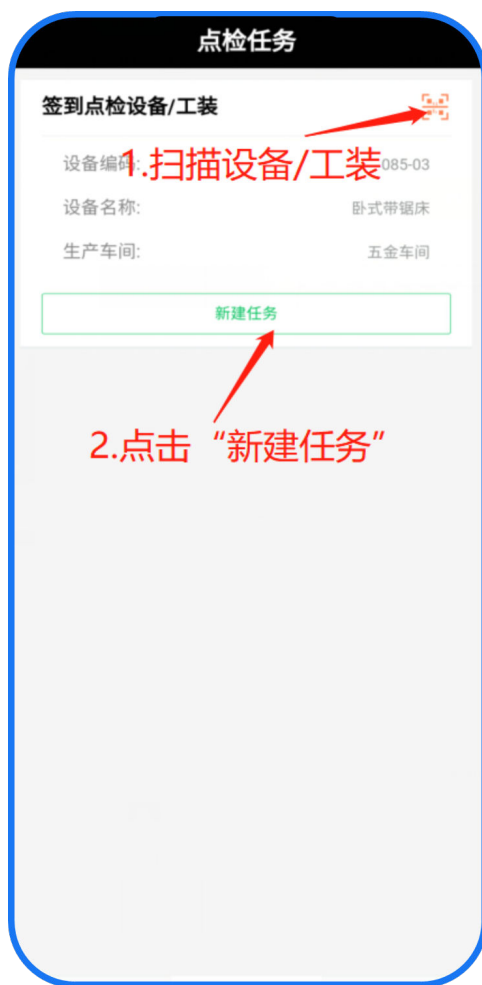 点检任务
签到点检设备/工装
1.扫描设备/工装
设备编码:
085-03
设备名称:
卧式带锯床
生产车间:
五金车间
新建任务
2.点击“新建任务”